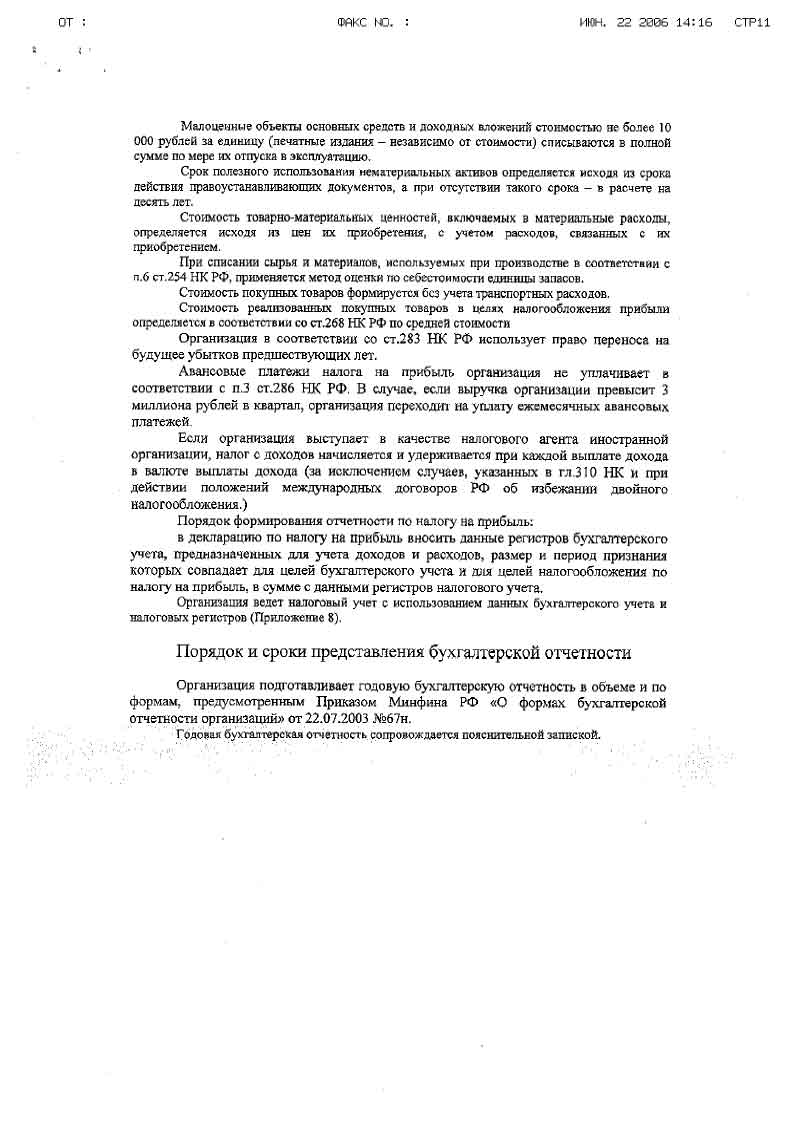 ОТ : ФАКС NO. : ИЮН. 22 2006 14:16 СТР11
Малоценные объекты основных средств и доходных вложений стоимостью не более 10
000 рублей за единицу (печатные издания – независимо от стоимости) списываются в полной
сумме по мере их отпуска в эксплуатацию.
Срок полезного использования нематериальных активов определяется исходя из срока
действия правоустанавливающих документов, а при отсутствии такого срока – в расчете на
десять лет.
Стоимость товарно-материальных ценностей, включаемых в материальные расходы,
определяется исходя из цен их приобретения, с учетом расходов, связанных с их
приобретением.
При списании сырья и материалов, используемых при производстве в соответствии с
п.6 ст.254 НК РФ, применяется метод оценки по себестоимости единицы запасов.
Стоимость покупных товаров формируется без учета транспортных расходов.
Стоимость реализованных покупных товаров в целях налогообложения прибыли
определяется в соответствии со ст.268 НК РФ по средней стоимости
Организация в соответствии со ст.283 НК РФ использует право переноса на
будущее убытков предшествующих лет.
Авансовые платежи налога на прибыль организация не уплачивает в
соответствии с п.3 ст.286 НК РФ. В случае, если выручка организации превысит 3
миллиона рублей в квартал, организация переходит на уплату ежемесячных авансовых
платежей.
Если организация выступает в качестве налогового агента иностранной
организации, налог с доходов начисляется и удерживается при каждой выплате дохода
в валюте выплаты дохода (за исключением случаев, указанных в гл.310 НК и при
действии положений международных договоров РФ об избежании двойного
налогообложения.)
Порядок формирования отчетности по налогу на прибыль:
в декларацию по налогу на прибыль вносить данные регистров бухгалтерского
учета, предназначенных для учета доходов и расходов, размер и период признания
которых совпадает для целей бухгалтерского учета и для целей налогообложения по
налогу на прибыль, в сумме с данными регистров налогового учета.
Организация ведет налоговый учет с использованием данных бухгалтерского учета и
налоговых регистров (Приложение 8).
Порядок и сроки представления бухгалтерской отчетности
Организация подготавливает годовую бухгалтерскую отчетность в объеме и по
формам, предусмотренным Приказом Минфина РФ «О формах бухгалтерской
отчетности организаций» от 22.07.2003 №67н.
Годовая бухгалтерская отчетность сопровождается пояснительной запиской.